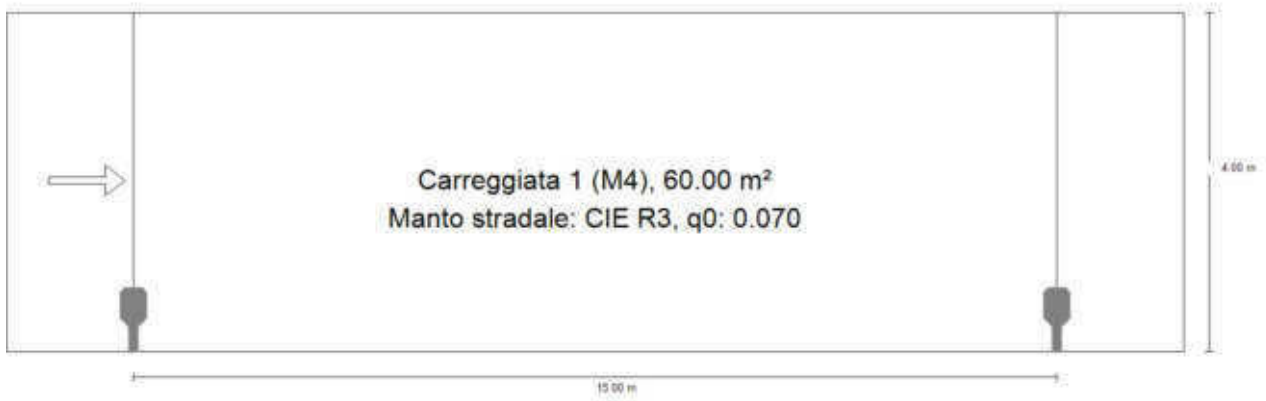 Carreggiata 1 (M4), 60.00 m²
Manto stradale: CIE R3, q0: 0.070
4.00 m
15.00 m